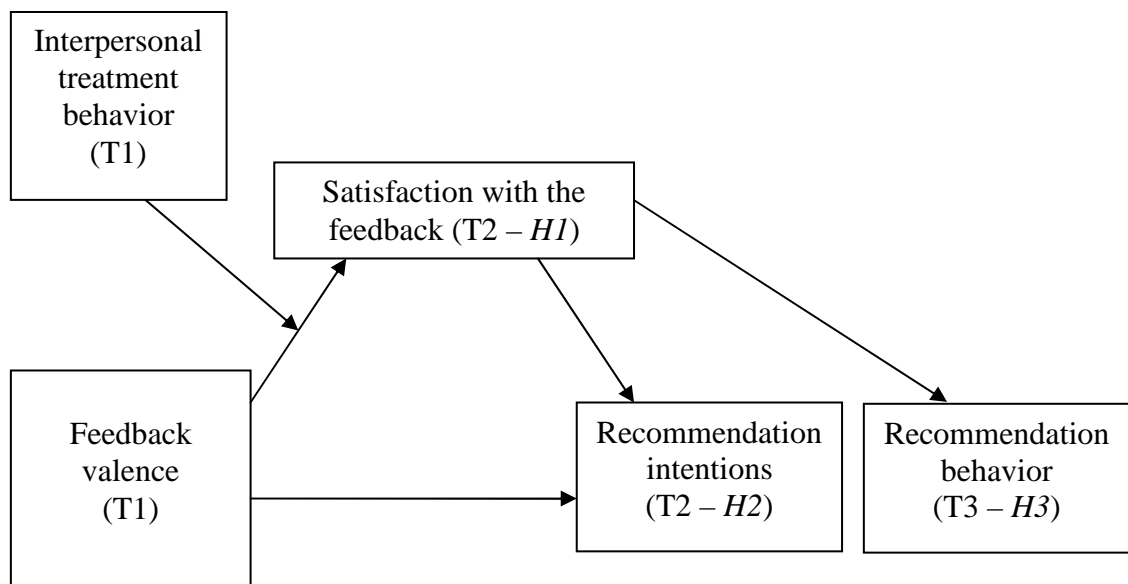 Interpersonal
treatment
behavior
(T1)
Satisfaction with the
feedback (T2 – H1)
Feedback
valence
(T1)
Recommendation
intentions
(T2 – H2)
Recommendation
behavior
(T3 – H3)